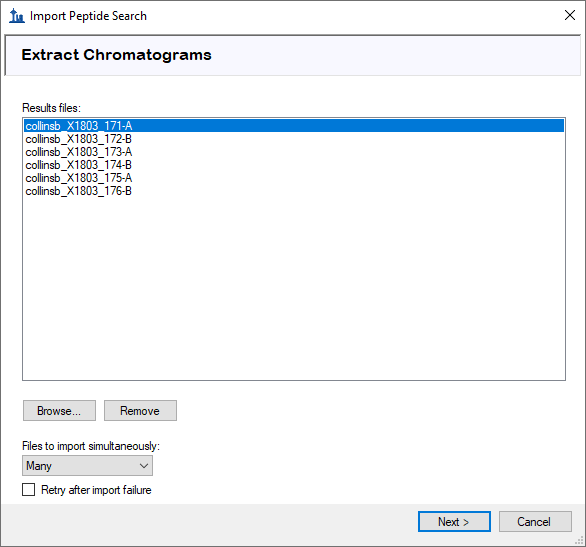 Import Peptide Search
Extract Chromatograms
Results files:
collinsb_X1803_171-A
collinsb_X1803_172-B
collinsb_X1803_173-A
collinsb_X1803_174-B
collinsb_X1803_175-A
collinsb_X1803_176-B
Browse... Remove
Files to import simultaneously:
Many
Retry after import failure
Next > Cancel